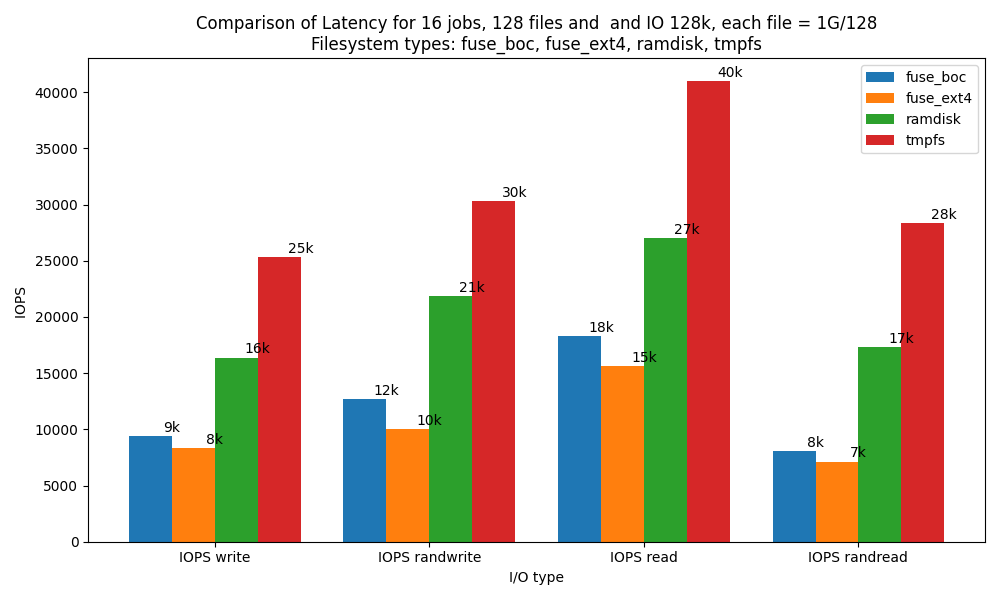 Comparison of Latency for 16 jobs, 128 files and  and IO 128k, each file = 1G/128
Filesystem types: fuse_boc, fuse_ext4, ramdisk, tmpfs
fuse_boc
fuse_ext4
ramdisk
tmpfs
IOPS
40000
35000
30000
25000
20000
15000
10000
5000
0
9k
8k
16k
25k
12k
10k
21k
30k
18k
15k
27k
40k
8k
7k
17k
28k
IOPS write
IOPS randwrite
IOPS read
IOPS randread
I/O type